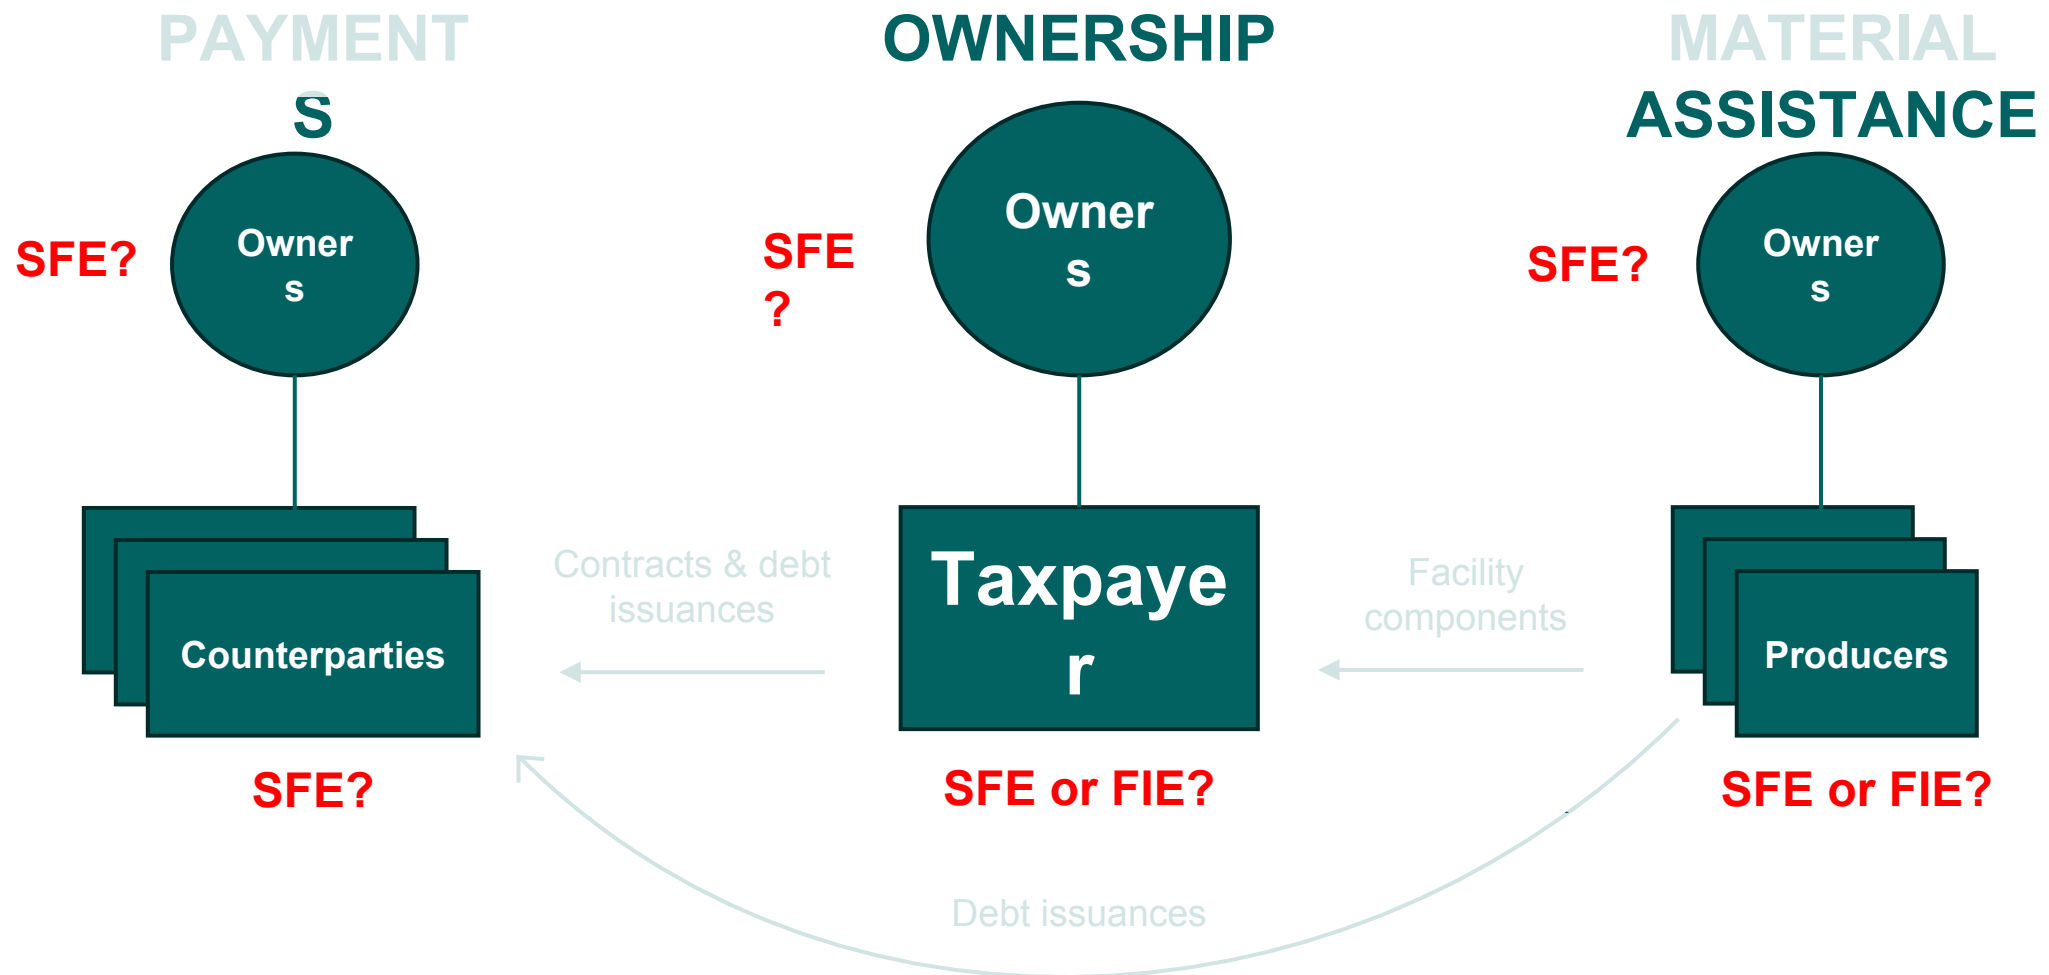 PAYMENT
S
OWNERSHIP
MATERIAL
ASSISTANCE
SFE?
Owner
s
SFE
?
Owner
s
SFE?
Owner
s
Counterparties
SFE?
Contracts & debt
issuances
Taxpaye
r
SFE or FIE?
Facility
components
Producers
SFE or FIE?
Debt issuances